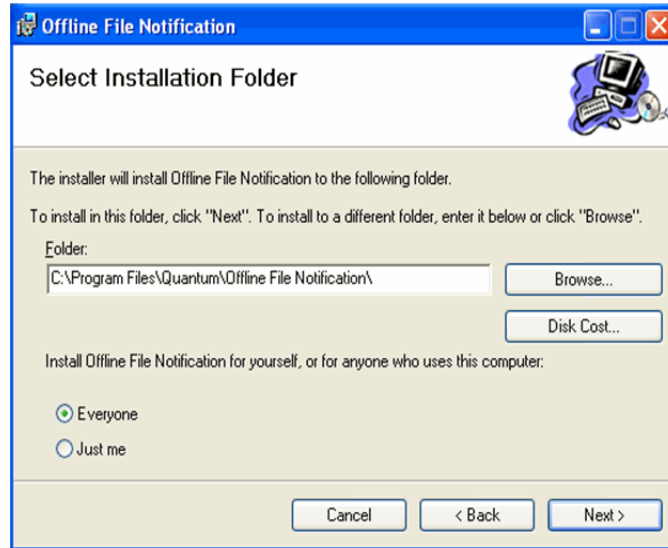 Offline File Notification
Select Installation Folder
The installer will install Offline File Notification to the following folder.
To install in this folder, click "Next". To install to a different folder, enter it below or click "Browse".
Folder:
C:\Program Files\Quantum\Offline File Notification\
Browse...
Disk Cost...
Install Offline File Notification for yourself, or for anyone who uses this computer:
Everyone
Just me
Cancel
< Back
Next >